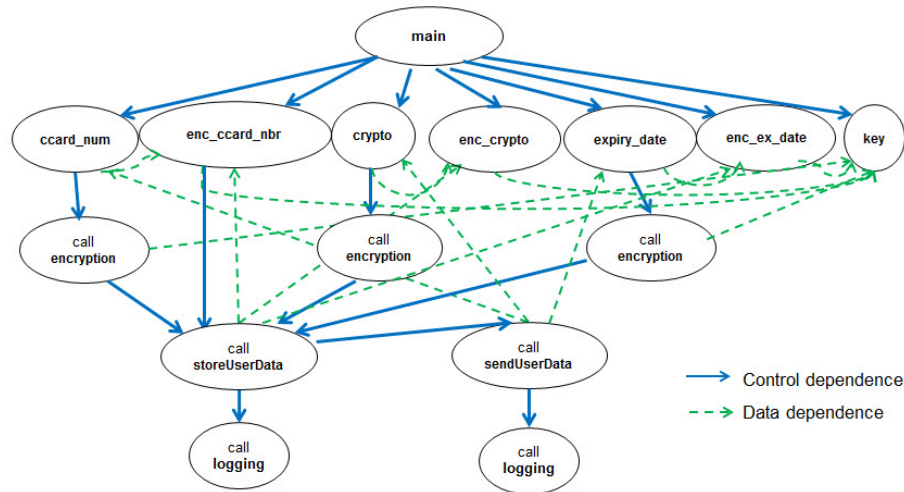 main
ccard_num
enc_ccard_nbr
crypto
enc_crypto
expiry_date
enc_ex_date
key
call
encryption
call
encryption
call
encryption
call
storeUserData
call
sendUserData
Control dependence
Data dependence
call
logging
call
logging